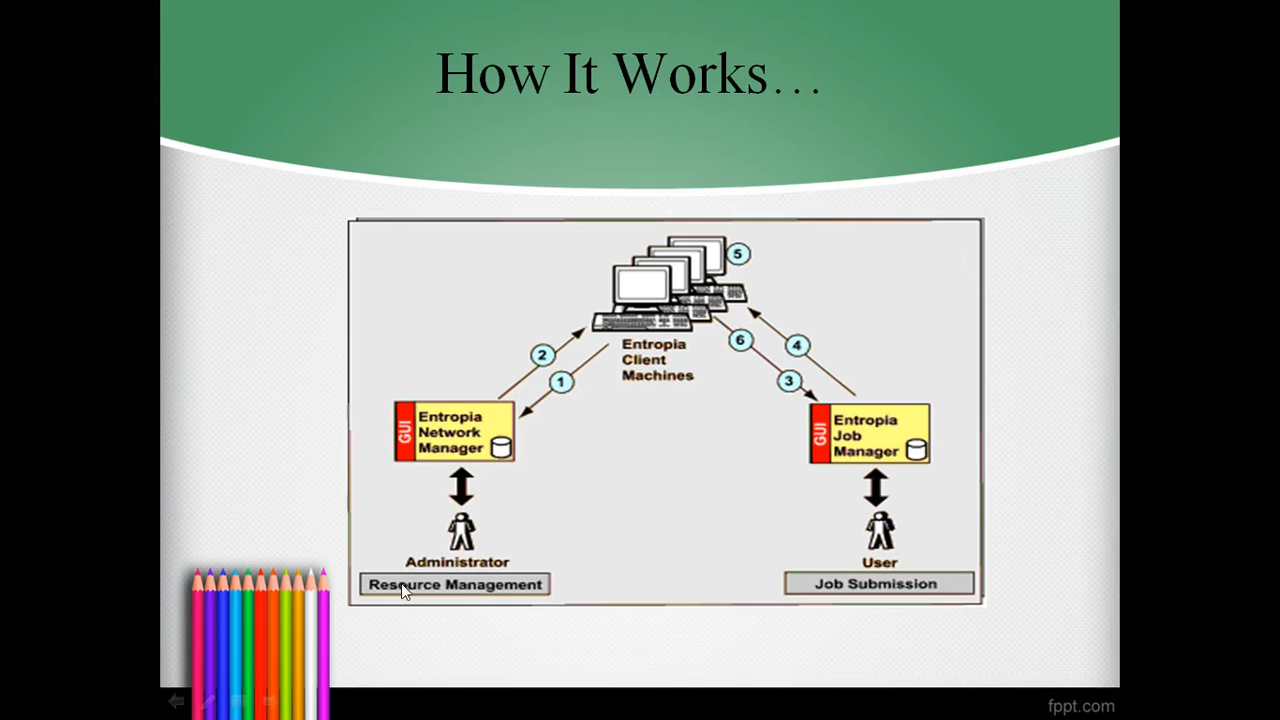 How It Works...
5
Entropia
Client
Machines
2
1
6
4
3
GUI
Entropia
Network
Manager
GUI
Entropia
Job
Manager
Administrator
User
Resource Management
Job Submission
fppt.com